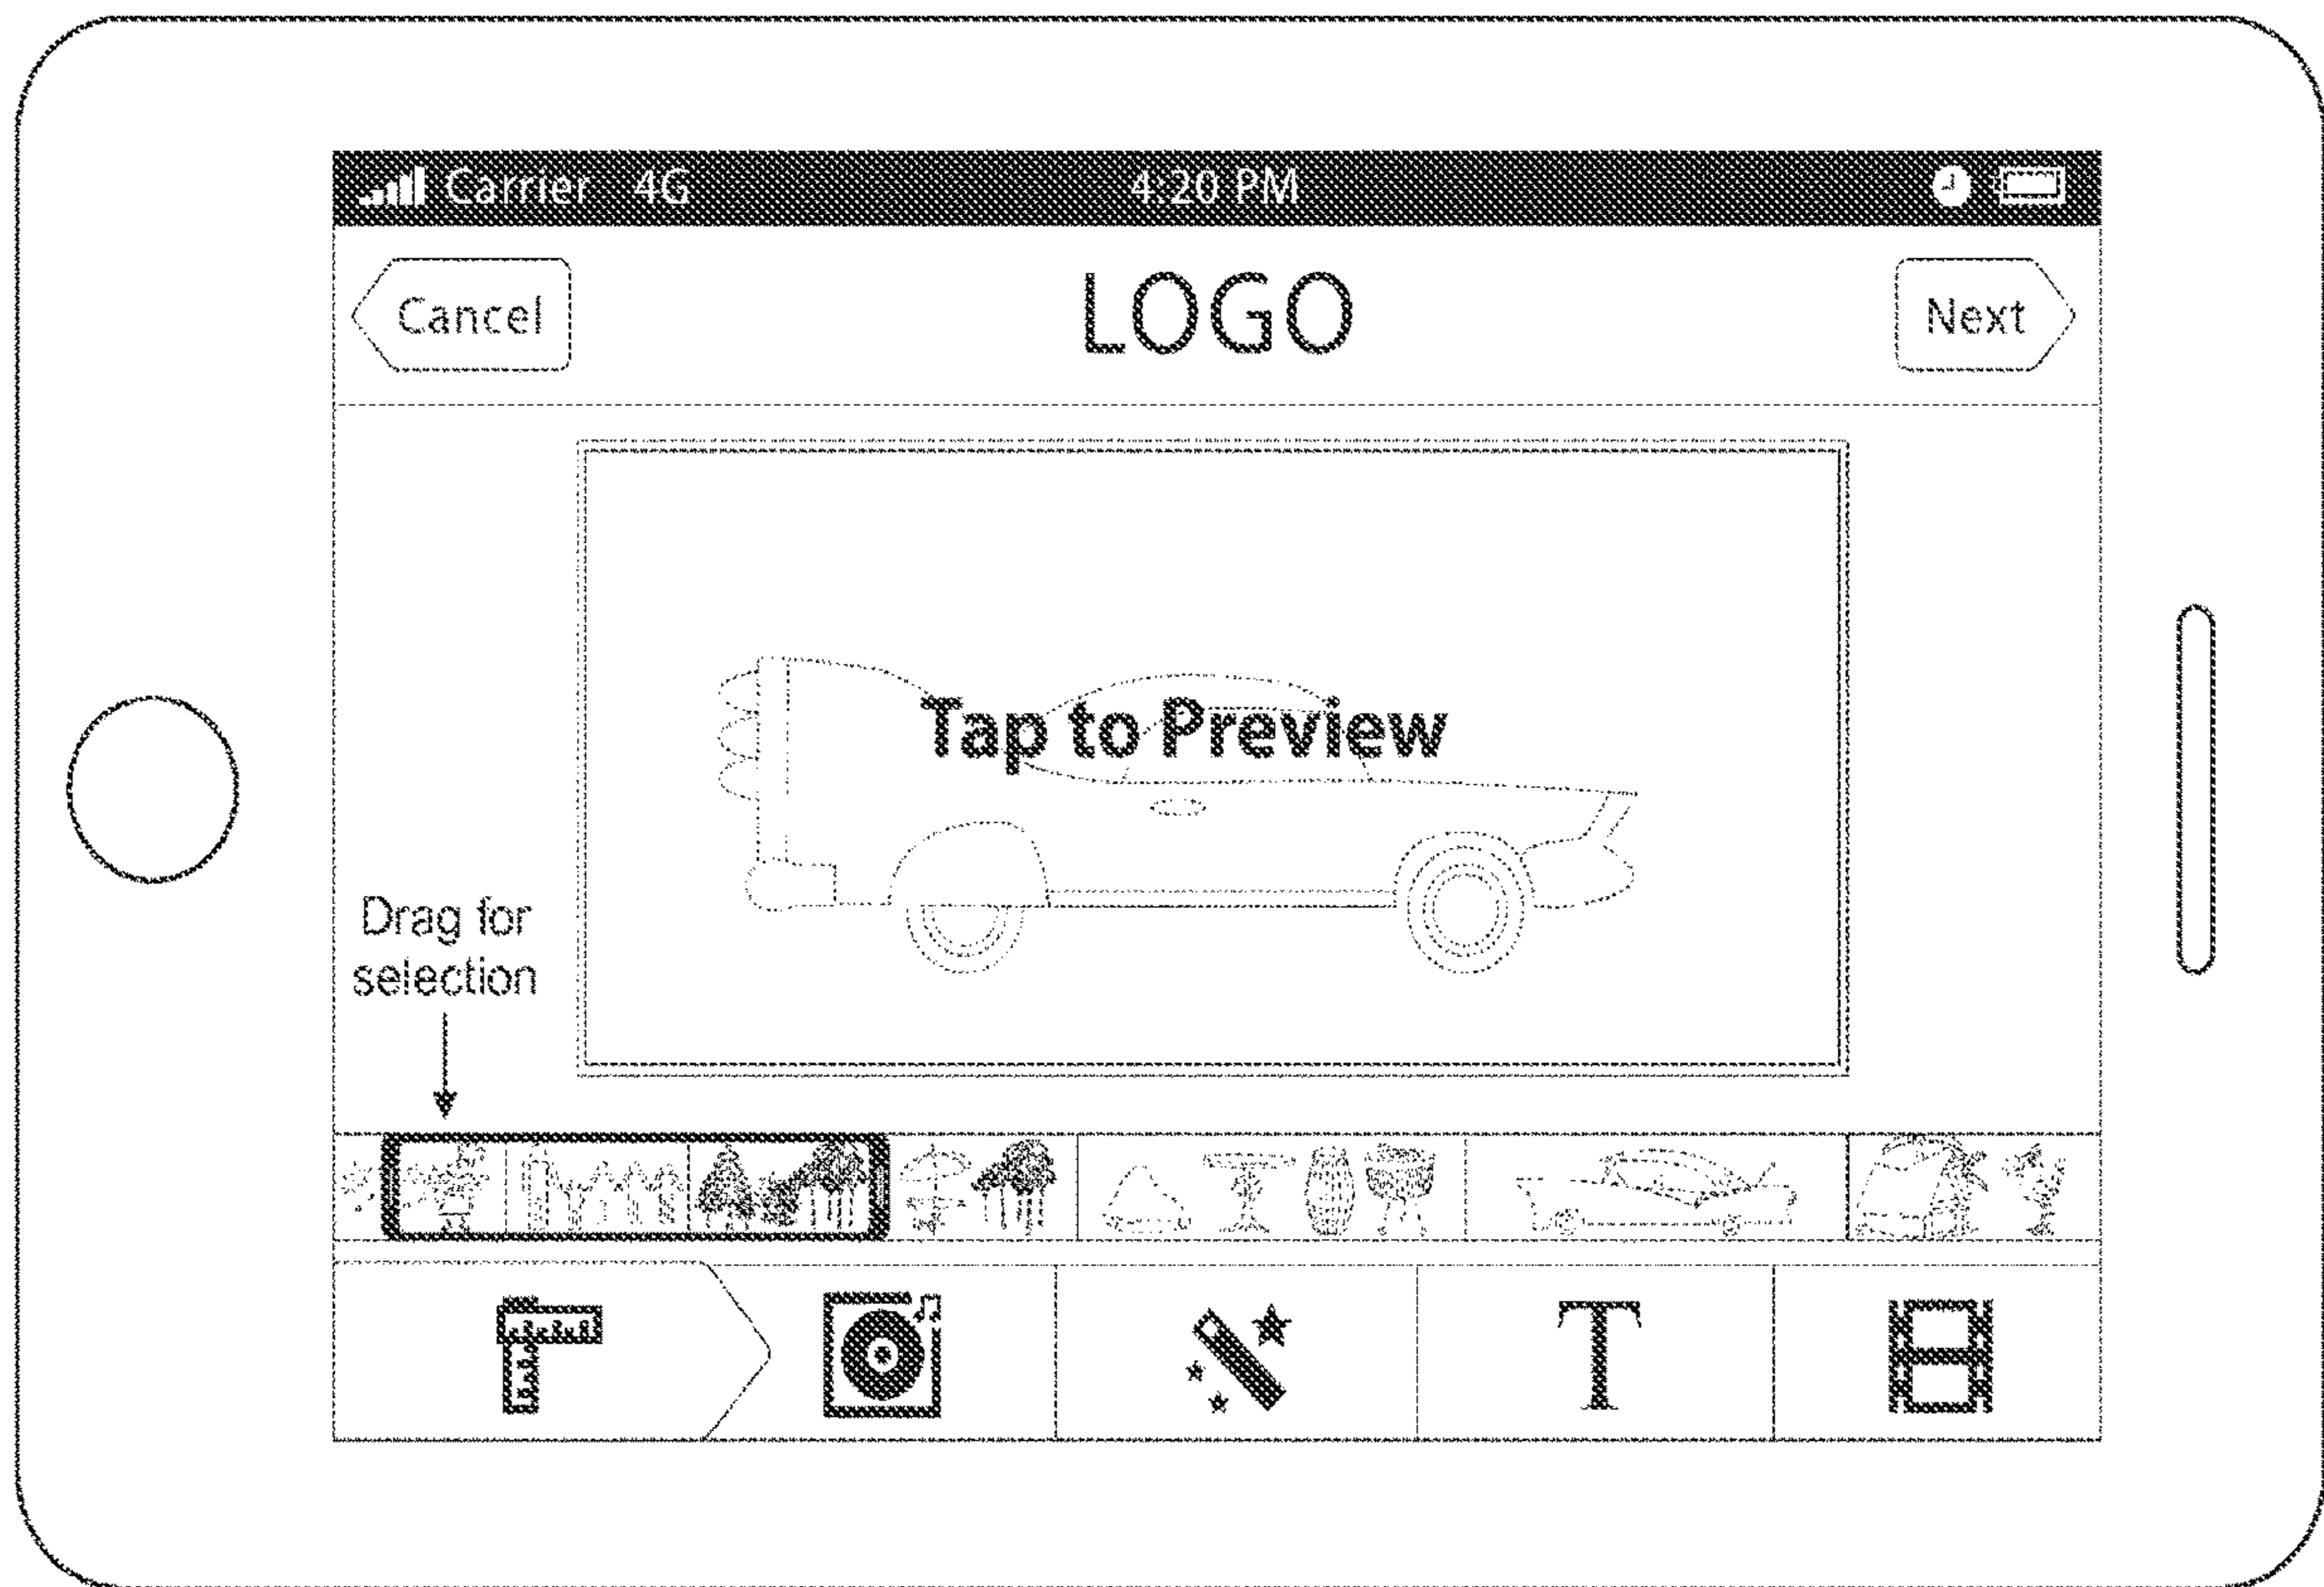 Carrier 4G 4:20 PM
Cancel LOGO Next
Tap to Preview
Drag for
selection
T